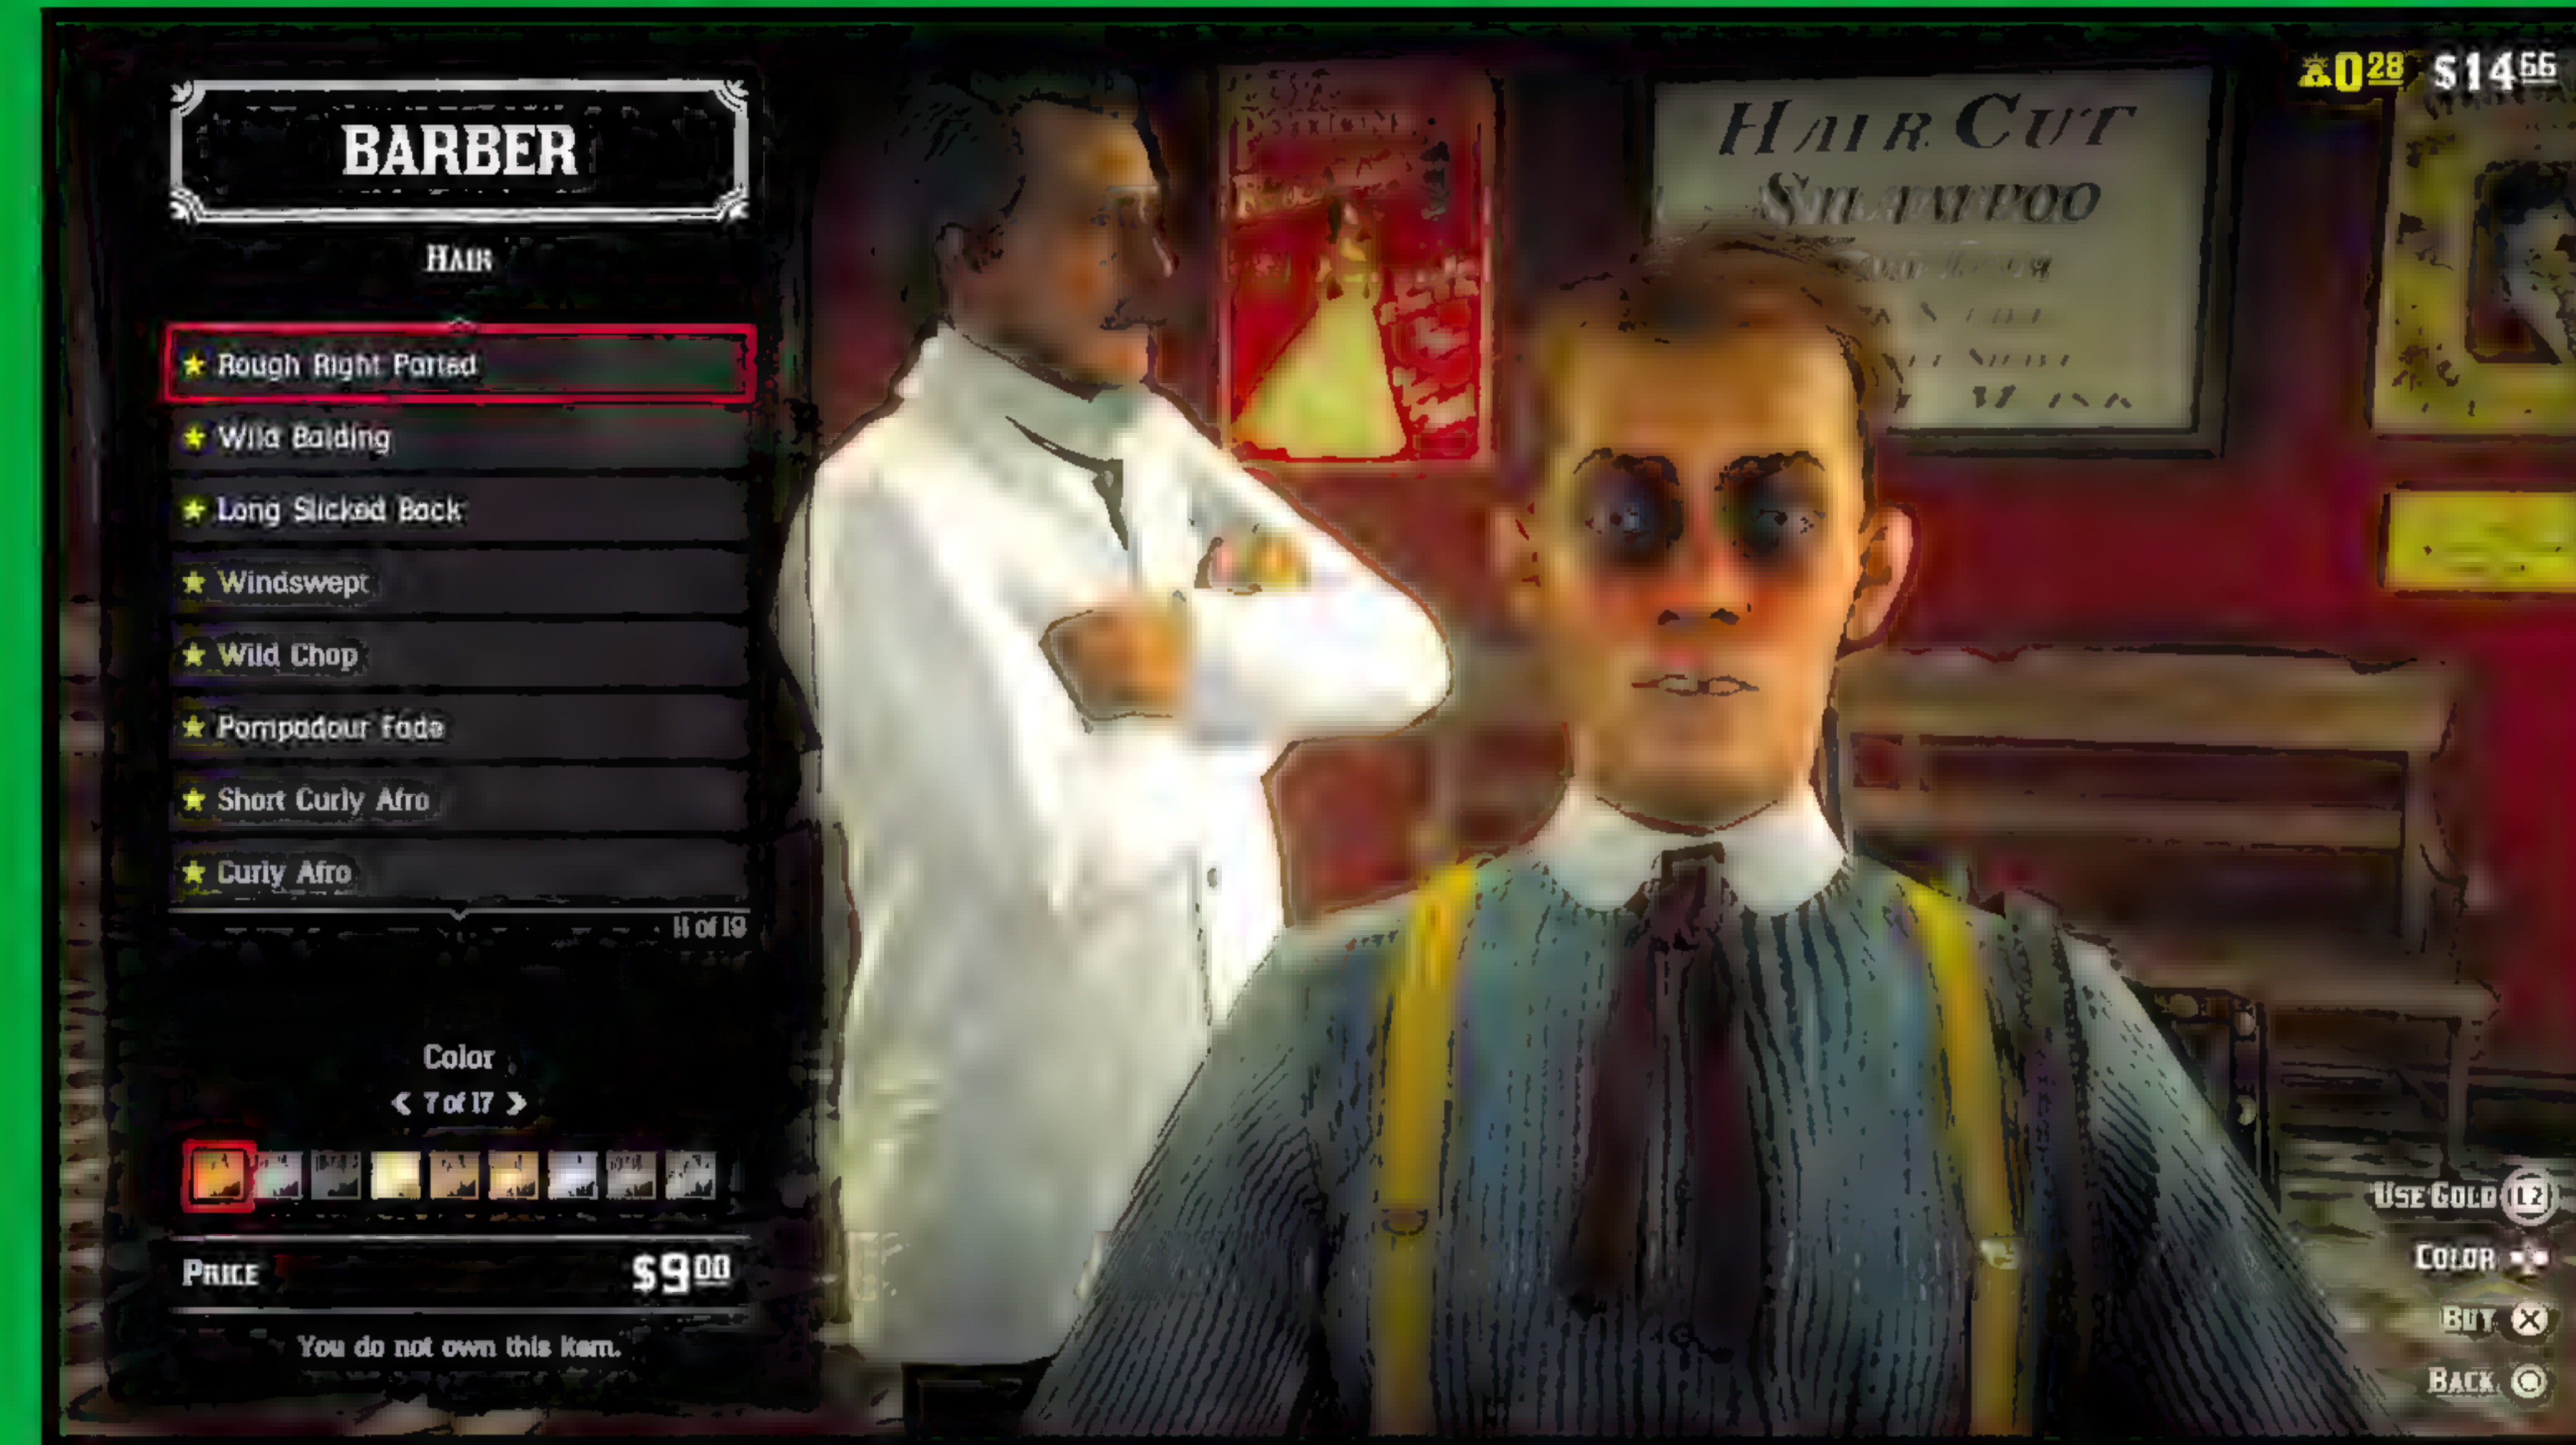 BARBER
HAIR
Rough Right Parted
Wild Balding
Long Slicked Back
Windswept
Wild Chop
Pompadour Fade
Short Curly Afro
Curly Afro
11 of 19
Color
7 of 17
PRICE
$9.00
You do not own this item.
0.28 $14.66
HAIR CUT
SHAMPOO
USE GOLD L2
COLOR
BUY
BACK